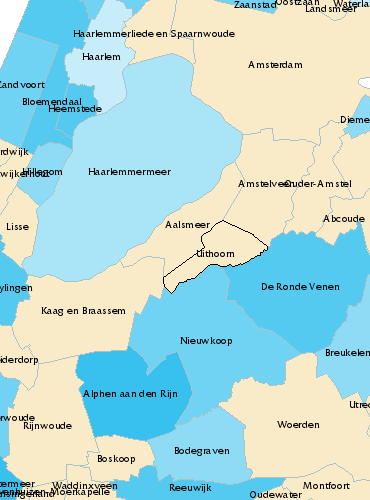 Zaanstad
Oostzaan
Landsmeer
Waterla
Haarlemmerliede en Spaarnwoude
Haarlem
Amsterdam
Zandvoort
Bloemendaal
Heemstede
Dieme
rdwijk
wijkerhout
Hillegom
Haarlemmermeer
Amstelveen
Ouder-Amstel
Lisse
Aalsmeer
Abcoude
Uithoorn
ylingen
De Ronde Venen
Kaag en Braassem
Nieuwkoop
Breukelen
iderdorp
Alphen aan den Rijn
Utrec
erwoude
Rijnwoude
Woerden
Bodegraven
Boskoop
termeer
Waddinxveen
Reeuwijk
Montfoort
Moerkapelle
Oudewater